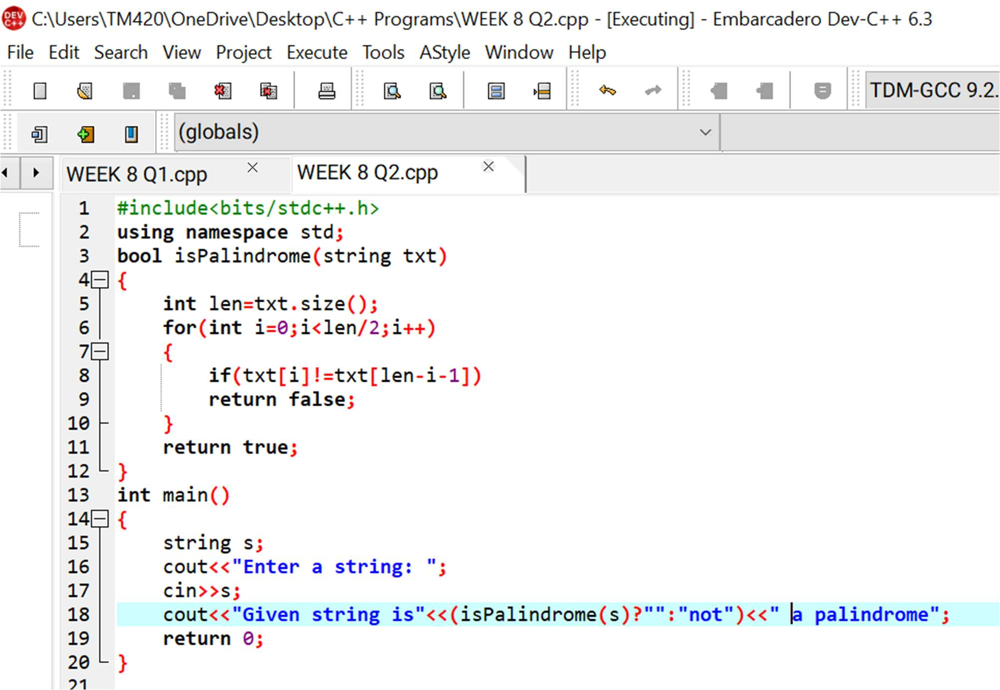 DEV C++ C:\Users\TM420\OneDrive\Desktop\C++ Programs\WEEK 8 Q2.cpp - [Executing] - Embarcadero Dev-C++ 6.3
File Edit Search View Project Execute Tools AStyle Window Help
TDM-GCC 9.2.
(globals)
WEEK 8 Q1.cpp WEEK 8 Q2.cpp
1 #include<bits/stdc++.h>
2 using namespace std;
3 bool isPalindrome(string txt)
4 {
5 int len=txt.size();
6 for(int i=0;i<len/2;i++)
7 {
8 if(txt[i]!=txt[len-i-1])
9 return false;
10 }
11 return true;
12 }
13 int main()
14 {
15 string s;
16 cout<<"Enter a string: ";
17 cin>>s;
18 cout<<"Given string is"<<(isPalindrome(s)?"":"not")<<" a palindrome";
19 return 0;
20 }
21